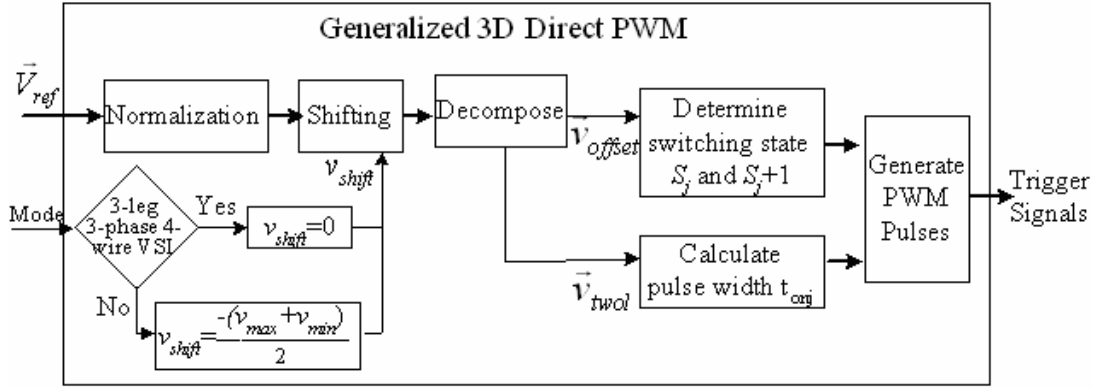 Generalized 3D Direct PWM
V⃗ref
Normalization
Shifting
Decompose
v⃗offset
Determine
switching state
Sj and Sj+1
Generate
PWM
Pulses
Trigger
Signals
vshift
Mode
3-leg
3-phase 4-
wire VSI
Yes
vshift=0
No
vshift=-(vmax+vmin)
2
v⃗twol
Calculate
pulse width tonj